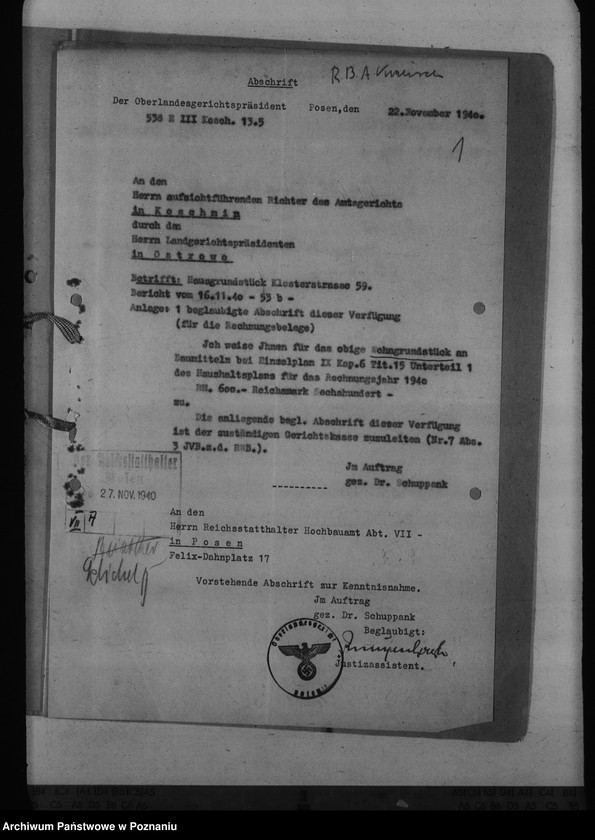 Abschrift
R B A
Der Oberlandesgerichtspräsident Posen,den 22.November 1940.
538 E III Kosch. 13.5
1
An den
Herrn aufsichtführenden Richter des Amtsgerichts
in Koschmin
durch den
Herrn Landgerichtspräsidenten
in Ostrowo
Betrifft: Hausgrundstück Klosterstrasse 59.
Bericht vom 16.11.40 - 53 b -
Anlage: 1 beglaubigte Abschrift dieser Verfügung
(für die Rechnungsbelege)
Jch weise Jhnen für das obige Wohngrundstück an
Baumitteln bei Einzelplan IX Kap.6 Tit.15 Unterteil 1
des Haushaltsplans für das Rechnungsjahr 1940
RM. 600.- Reichsmark Sechshundert -
zu.
Die anliegende begl. Abschrift dieser Verfügung
ist der zuständigen Gerichtskasse zuzuleiten (Nr.7 Abs.
3 JVB.z.d. RWB.).
Jm Auftrag
gez. Dr. Schuppank
Der Reichsstatthalter
Posen
27. NOV. 1940
VII A
An den
Herrn Reichsstatthalter Hochbauamt Abt. VII -
in Posen
Felix-Dahnplatz 17
Vorstehende Abschrift zur Kenntnisnahme.
Jm Auftrag
gez. Dr. Schuppank
Beglaubigt:
Justizassistent.
Archiwum Państwowe w Poznaniu